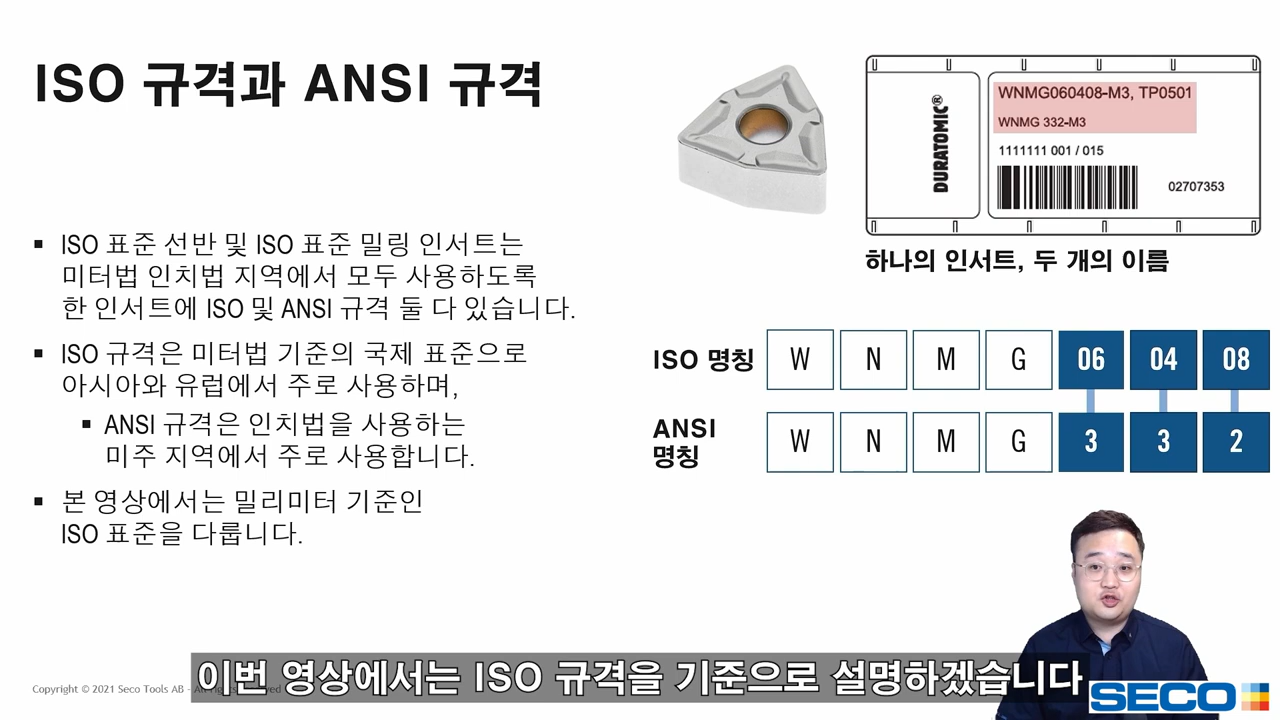 ISO 규격과 ANSI 규격
▪ ISO 표준 선반 및 ISO 표준 밀링 인서트는
미터법 인치법 지역에서 모두 사용하도록
한 인서트에 ISO 및 ANSI 규격 둘 다 있습니다.
▪ ISO 규격은 미터법 기준의 국제 표준으로
아시아와 유럽에서 주로 사용하며,
▪ ANSI 규격은 인치법을 사용하는
미주 지역에서 주로 사용합니다.
▪ 본 영상에서는 밀리미터 기준인
ISO 표준을 다룹니다.
DURATOMIC®
WNMG060408-M3, TP0501
WNMG 332-M3
1111111 001 / 015
02707353
하나의 인서트, 두 개의 이름
ISO 명칭 W N M G 06 04 08
ANSI 명칭 W N M G 3 3 2
이번 영상에서는 ISO 규격을 기준으로 설명하겠습니다
Copyright © 2021 Seco Tools AB -
SECO